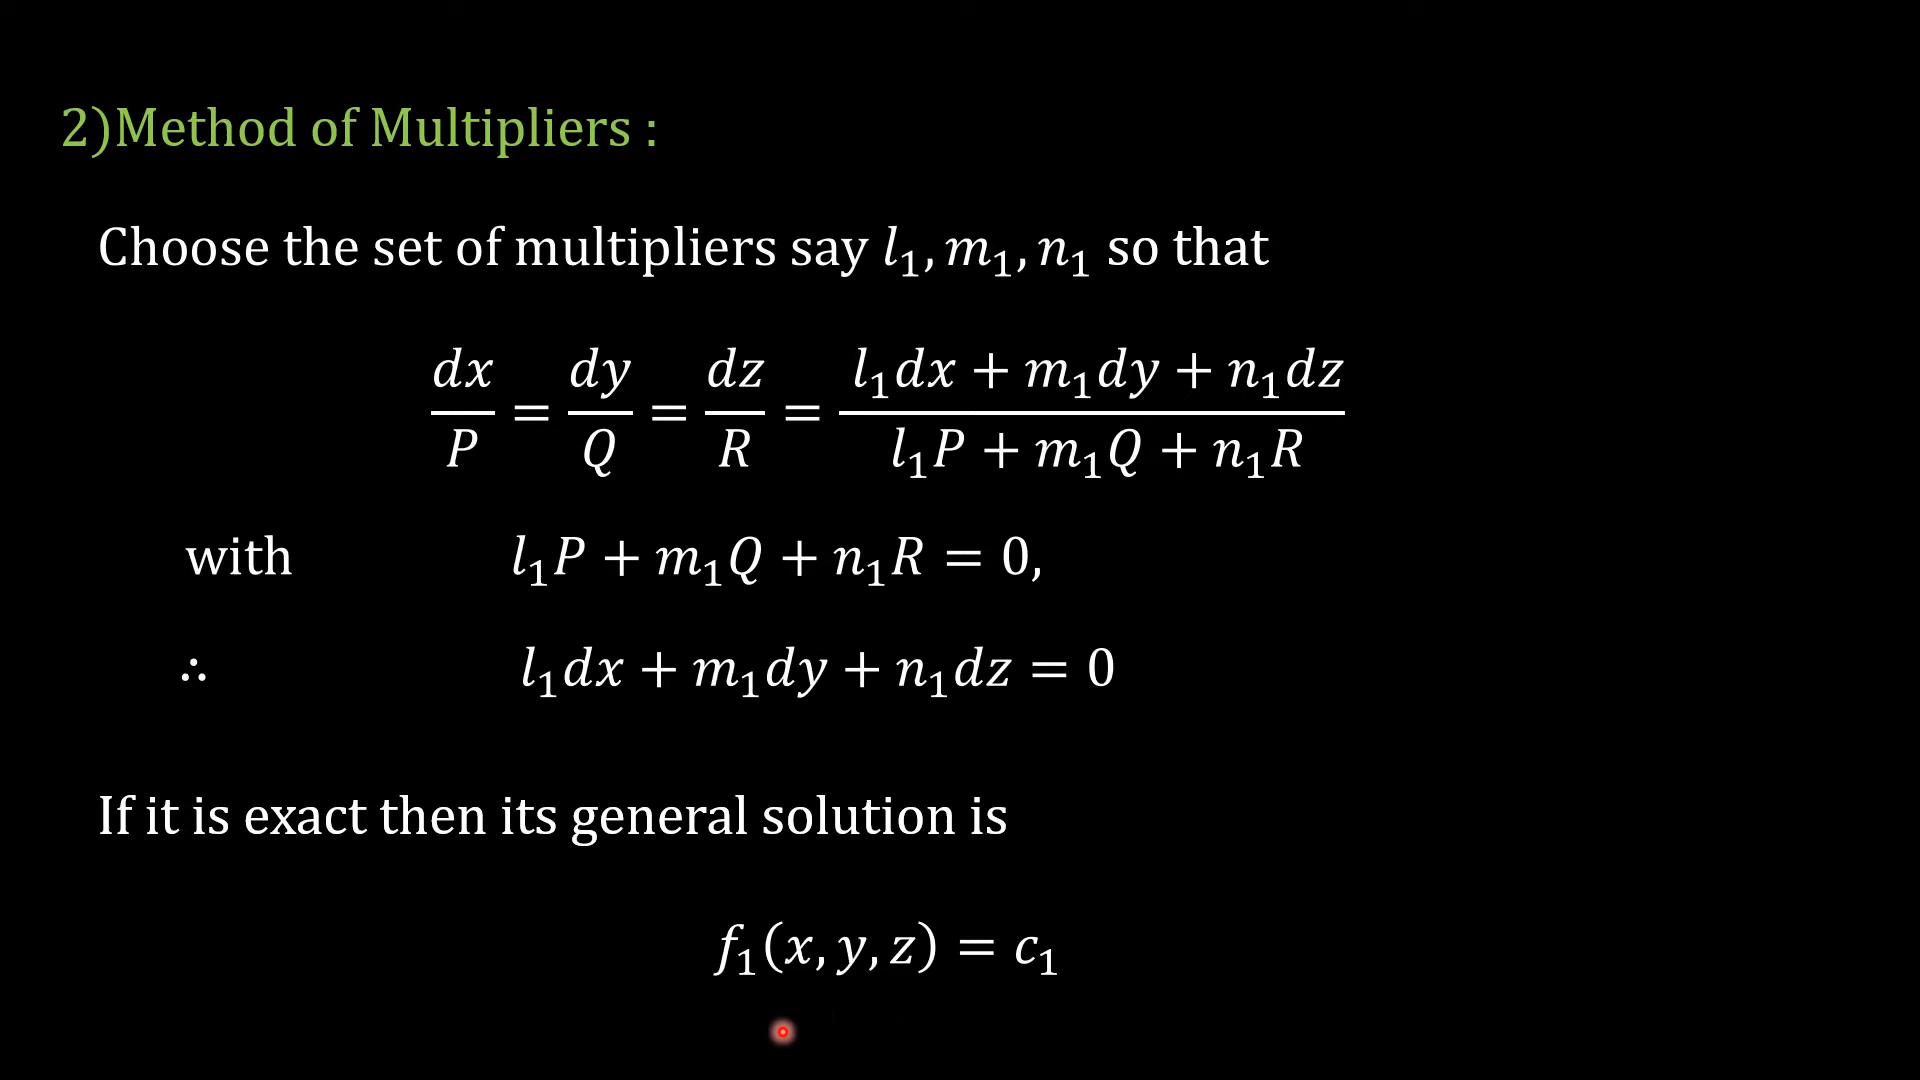 2)Method of Multipliers :
Choose the set of multipliers say l₁, m₁, n₁ so that
dx/P = dy/Q = dz/R = (l₁dx + m₁dy + n₁dz)/(l₁P + m₁Q + n₁R)
with l₁P + m₁Q + n₁R = 0,
∴ l₁dx + m₁dy + n₁dz = 0
If it is exact then its general solution is
f₁(x, y, z) = c₁